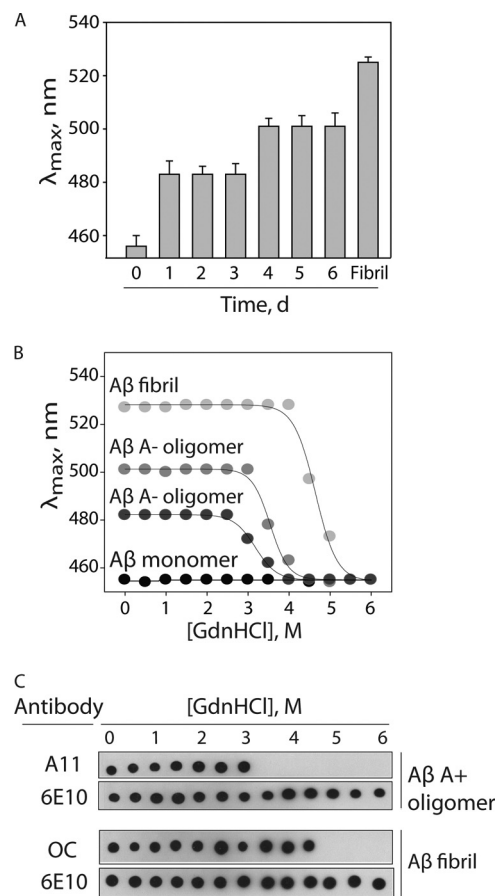 A
λmax, nm
540
520
500
480
460
0 1 2 3 4 5 6 Fibril
Time, d
B
λmax, nm
540
520
500
480
460
Aβ fibril
Aβ A- oligomer
Aβ A- oligomer
Aβ monomer
0 1 2 3 4 5 6
[GdnHCl], M
C
Antibody [GdnHCl], M
0 1 2 3 4 5 6
A11
6E10
Aβ A+
oligomer
OC
6E10
Aβ fibril